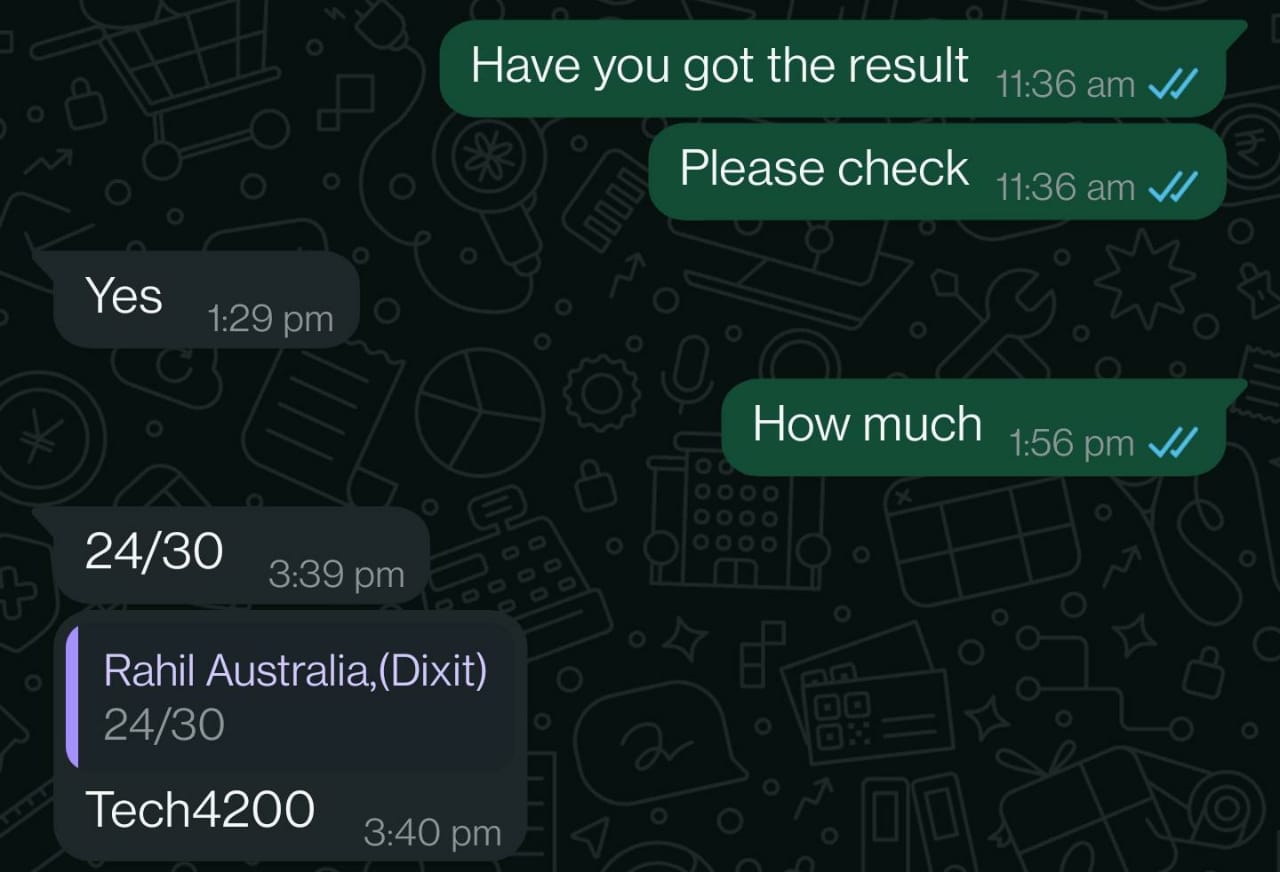 Have you got the result 11:36 am
Please check 11:36 am
Yes 1:29 pm
How much 1:56 pm
24/30 3:39 pm
Rahil Australia,(Dixit)
24/30
Tech4200 3:40 pm